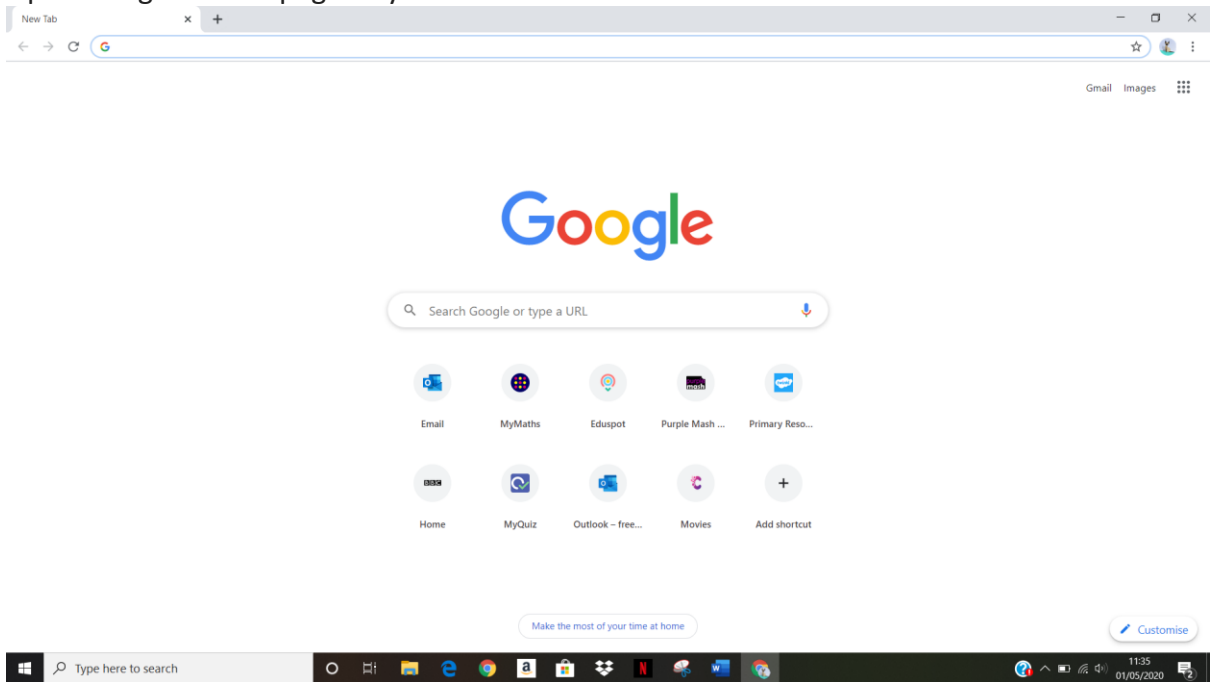 New Tab
Gmail Images
Google
Search Google or type a URL
Email MyMaths Eduspot Purple Mash ... Primary Reso...
BBC
Home MyQuiz Outlook – free... Movies Add shortcut
Make the most of your time at home
Customise
Type here to search
11:35
01/05/2020